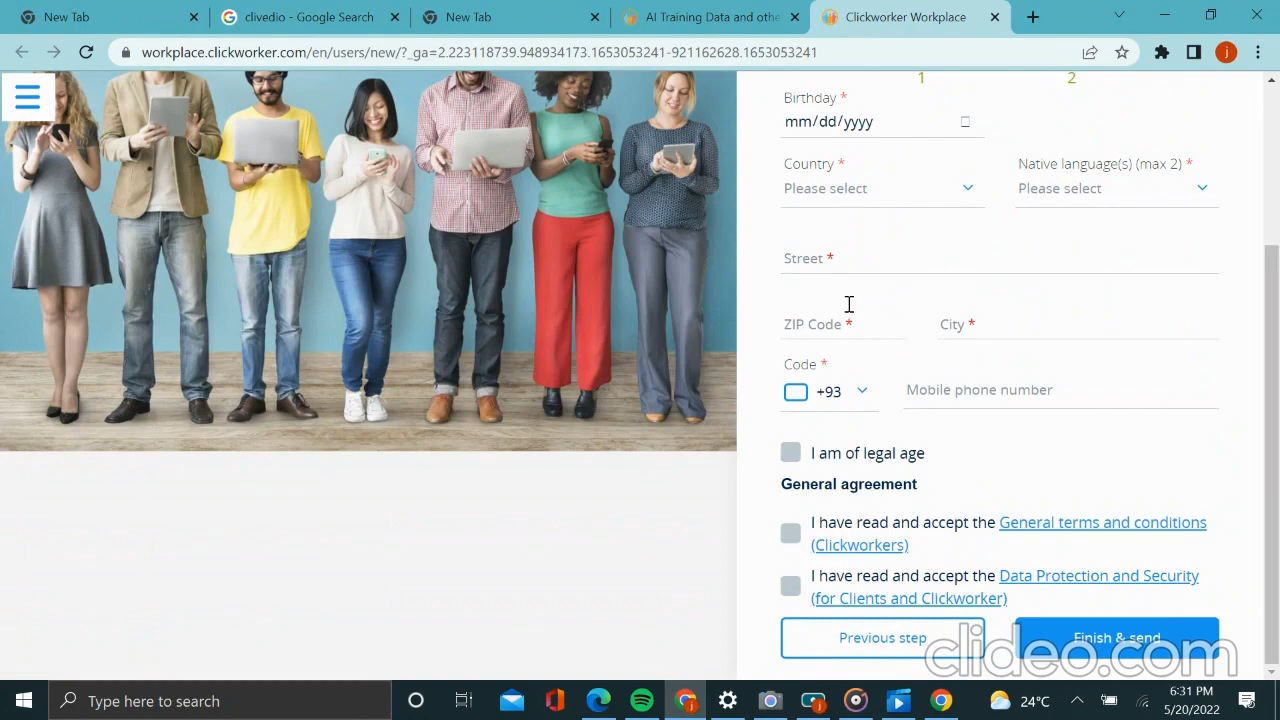 New Tab
clivedio - Google Search
New Tab
AI Training Data and othe
Clickworker Workplace
workplace.clickworker.com/en/users/new/?_ga=2.223118739.948934173.1653053241-921162628.1653053241
j
1
2
Birthday *
mm/dd/yyyy
Country *
Native language(s) (max 2) *
Please select
Please select
Street *
ZIP Code *
City *
Code *
+93
Mobile phone number
I am of legal age
General agreement
I have read and accept the General terms and conditions
(Clickworkers)
I have read and accept the Data Protection and Security
(for Clients and Clickworker)
Previous step
Finish & send
clideo.com
Type here to search
24°C
6:31 PM
5/20/2022